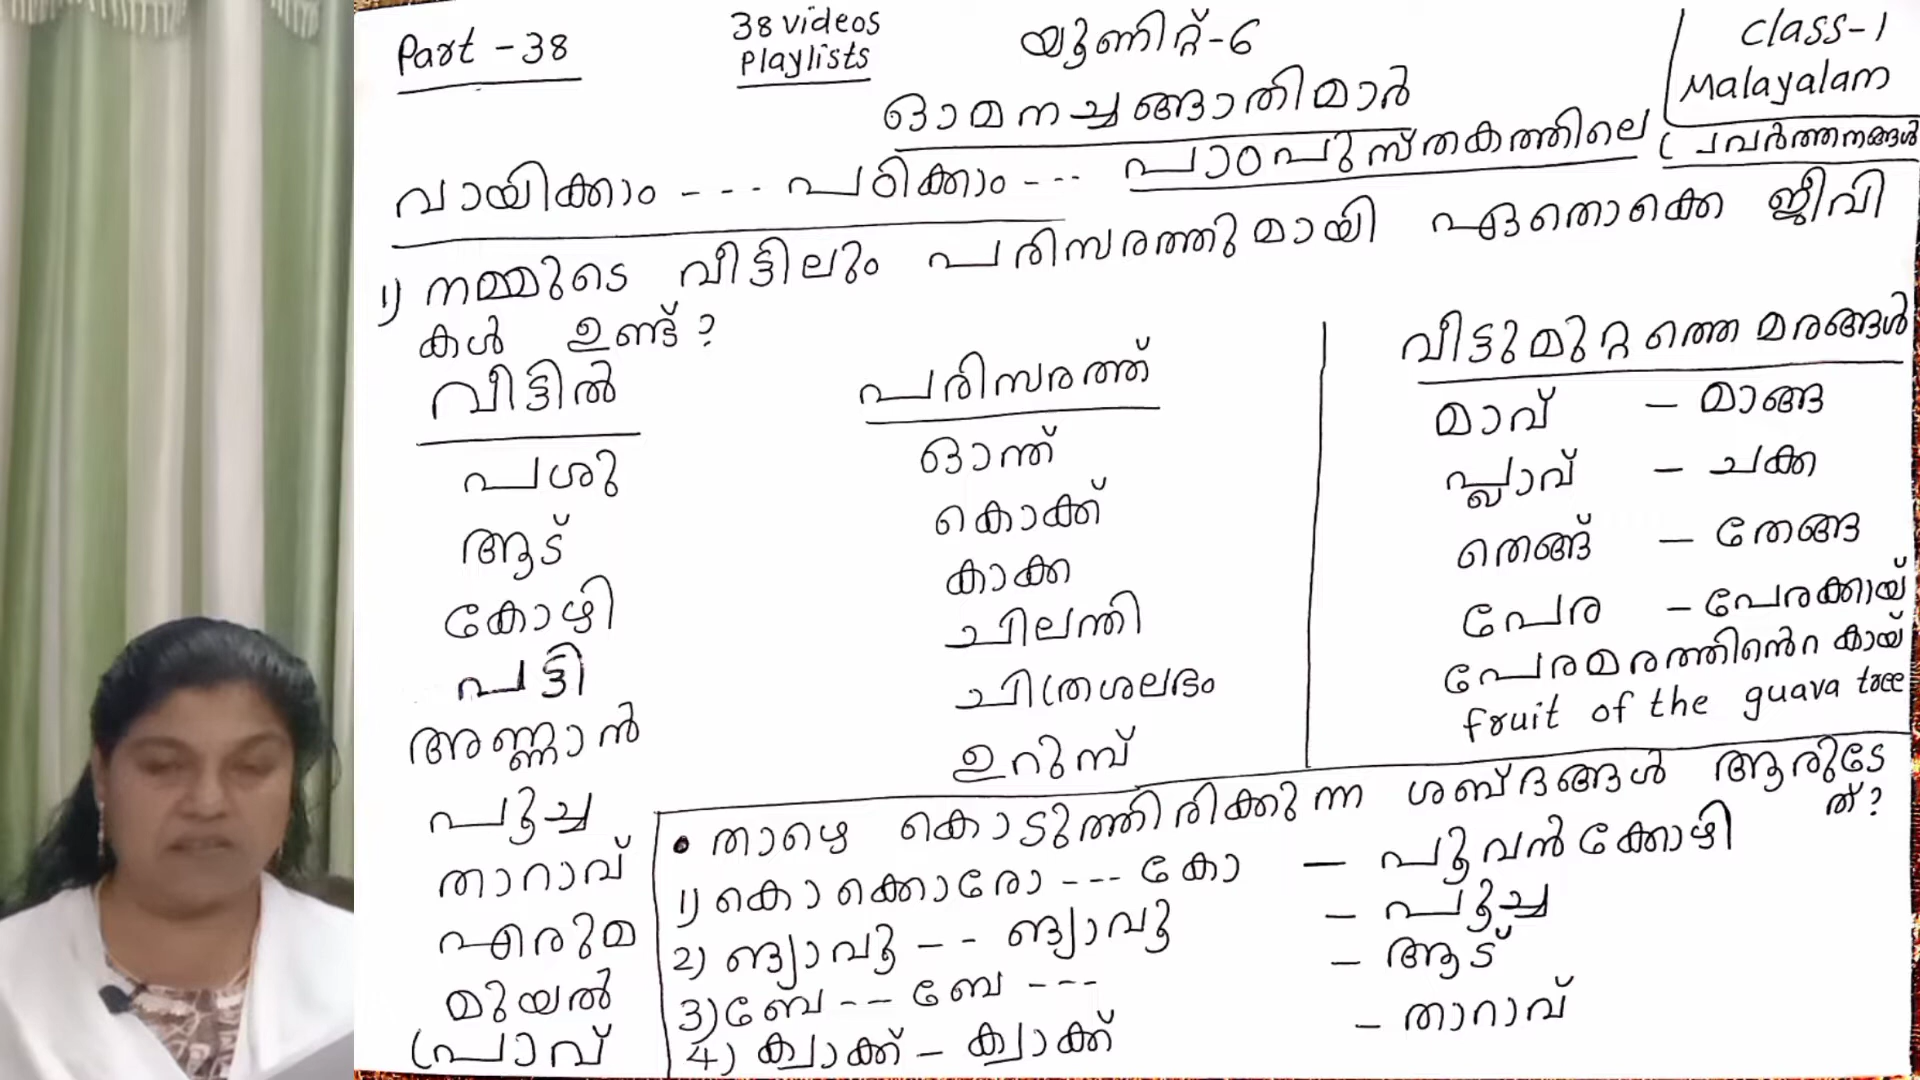 Part - 38
38 videos
Playlists
യൂണിറ്റ്-6
Class-1
Malayalam
ഓമനച്ചങ്ങാതിമാർ
വായിക്കാം --- പഠിക്കാം --- പാഠപുസ്തകത്തിലെ പ്രവർത്തനങ്ങൾ
1) നമ്മുടെ വീട്ടിലും പരിസരത്തുമായി ഏതൊക്കെ ജീവി
കൾ ഉണ്ട്?
വീട്ടിൽ
പശു
ആട്
കോഴി
പട്ടി
അണ്ണാൻ
പൂച്ച
താറാവ്
എരുമ
മുയൽ
പ്രാവ്
പരിസരത്ത്
ഓന്ത്
കൊക്ക്
കാക്ക
ചിലന്തി
ചിത്രശലഭം
ഉറുമ്പ്
വീട്ടുമുറ്റത്തെ മരങ്ങൾ
മാവ് - മാങ്ങ
പ്ലാവ് - ചക്ക
തെങ്ങ് - തേങ്ങ
പേര - പേരക്കായ്
പേരമരത്തിൻെറ കായ്
fruit of the guava tree
• താഴെ കൊടുത്തിരിക്കുന്ന ശബ്ദങ്ങൾ ആരുടേ
ത്?
1) കൊക്കൊരോ --- കോ - പൂവൻക്കോഴി
2) ങ്യാവൂ -- ങ്യാവൂ - പൂച്ച
3) ബേ -- ബേ --- - ആട്
4) ക്വാക്ക് - ക്വാക്ക് - താറാവ്